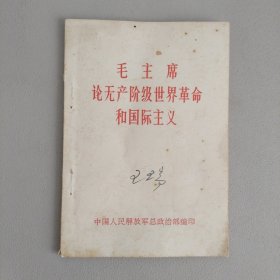 毛主席
论无产阶级世界革命
和国际主义
中国人民解放军总政治部编印